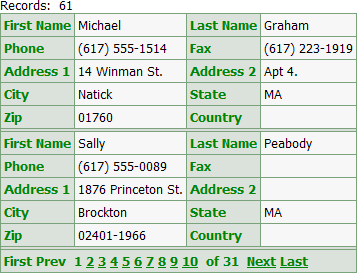 Records: 61
First Name Michael Last Name Graham
Phone (617) 555-1514 Fax (617) 223-1919
Address 1 14 Winman St. Address 2 Apt 4.
City Natick State MA
Zip 01760 Country
First Name Sally Last Name Peabody
Phone (617) 555-0089 Fax
Address 1 1876 Princeton St. Address 2
City Brockton State MA
Zip 02401-1966 Country
First Prev 1 2 3 4 5 6 7 8 9 10 of 31 Next Last